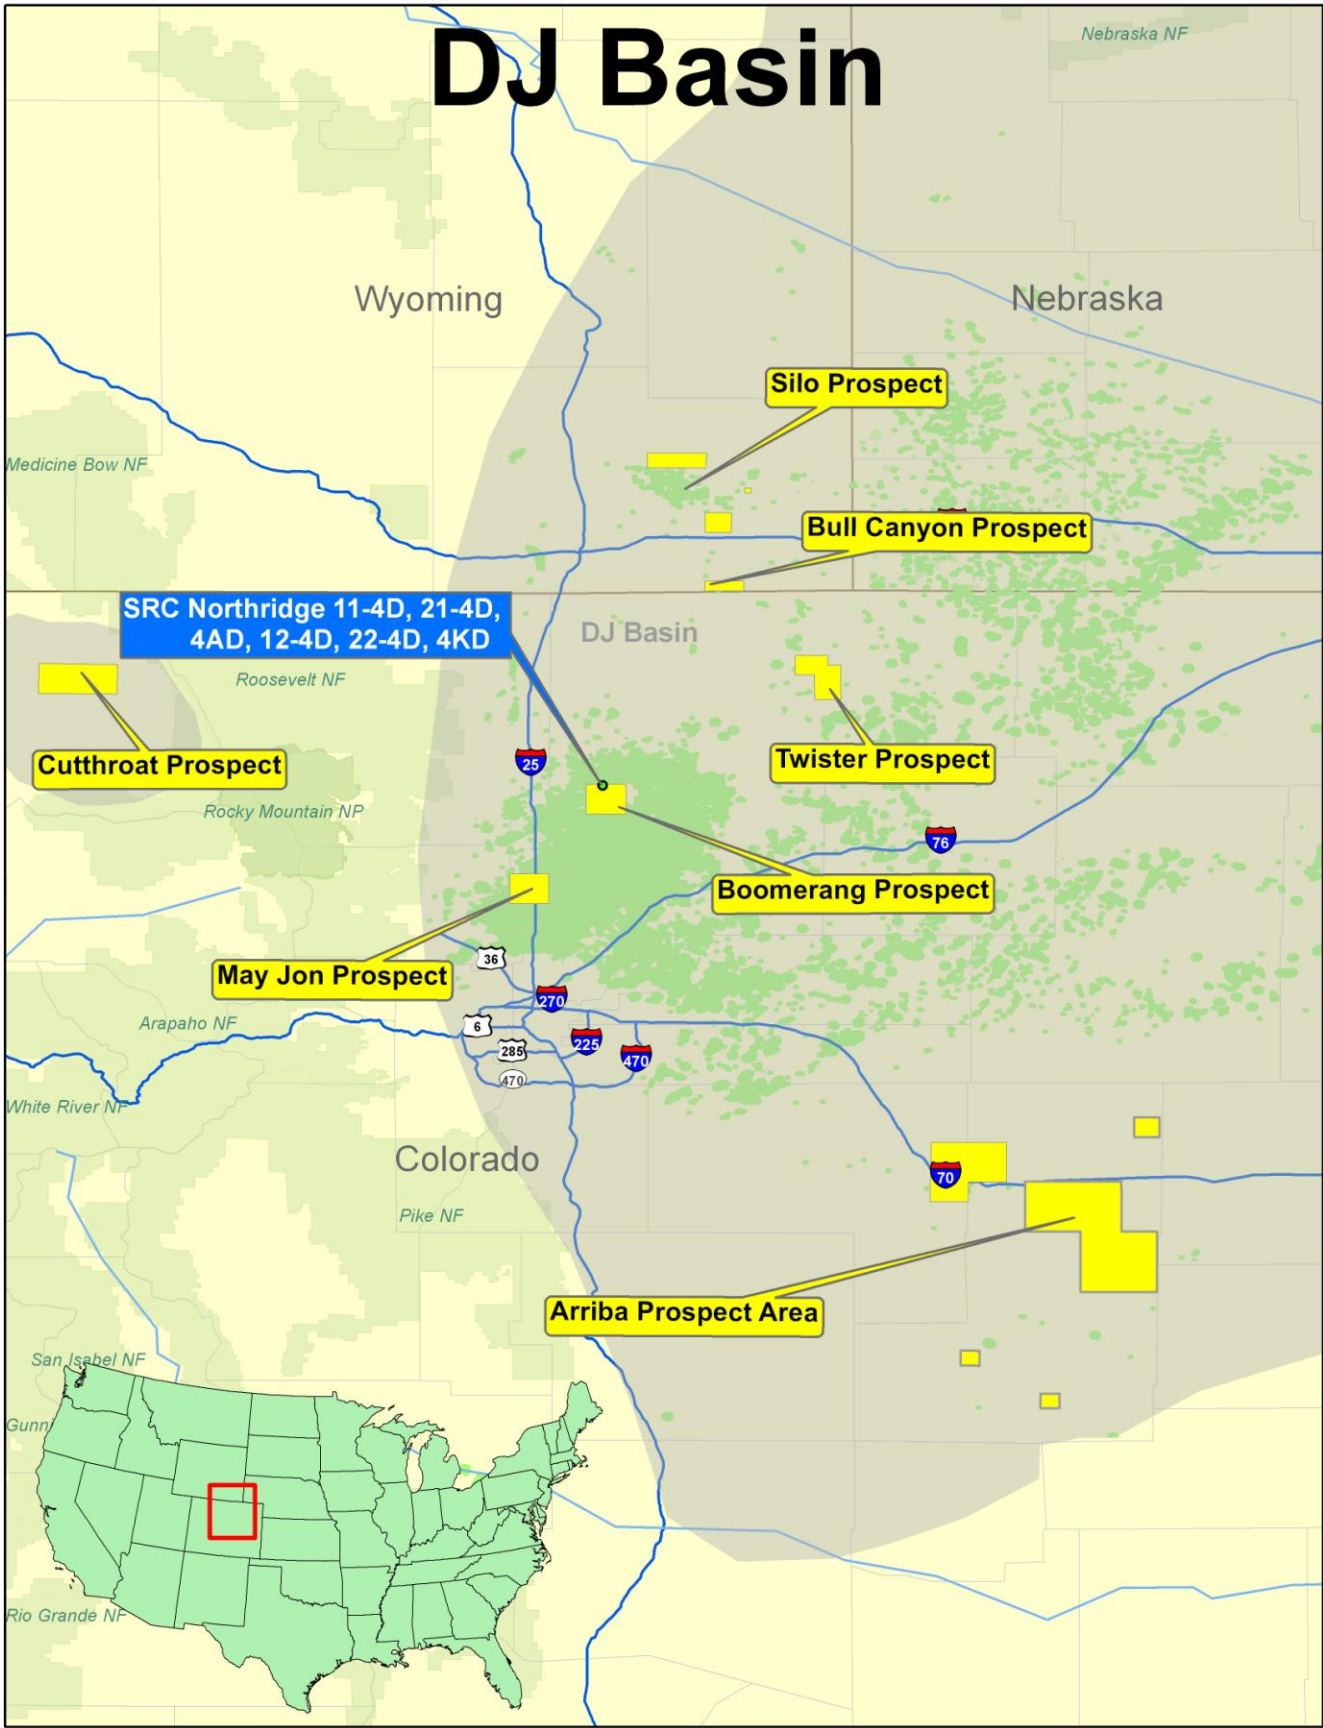 DJ Basin
Nebraska NF
Wyoming
Nebraska
Silo Prospect
Medicine Bow NF
Bull Canyon Prospect
SRC Northridge 11-4D, 21-4D,
4AD, 12-4D, 22-4D, 4KD
DJ Basin
Roosevelt NF
Cutthroat Prospect
25
Twister Prospect
Rocky Mountain NP
76
Boomerang Prospect
36
May Jon Prospect
270
Arapaho NF
6
225
285
470
470
White River NF
Colorado
70
Pike NF
Arriba Prospect Area
San Isabel NF
Gunni
Rio Grande NF